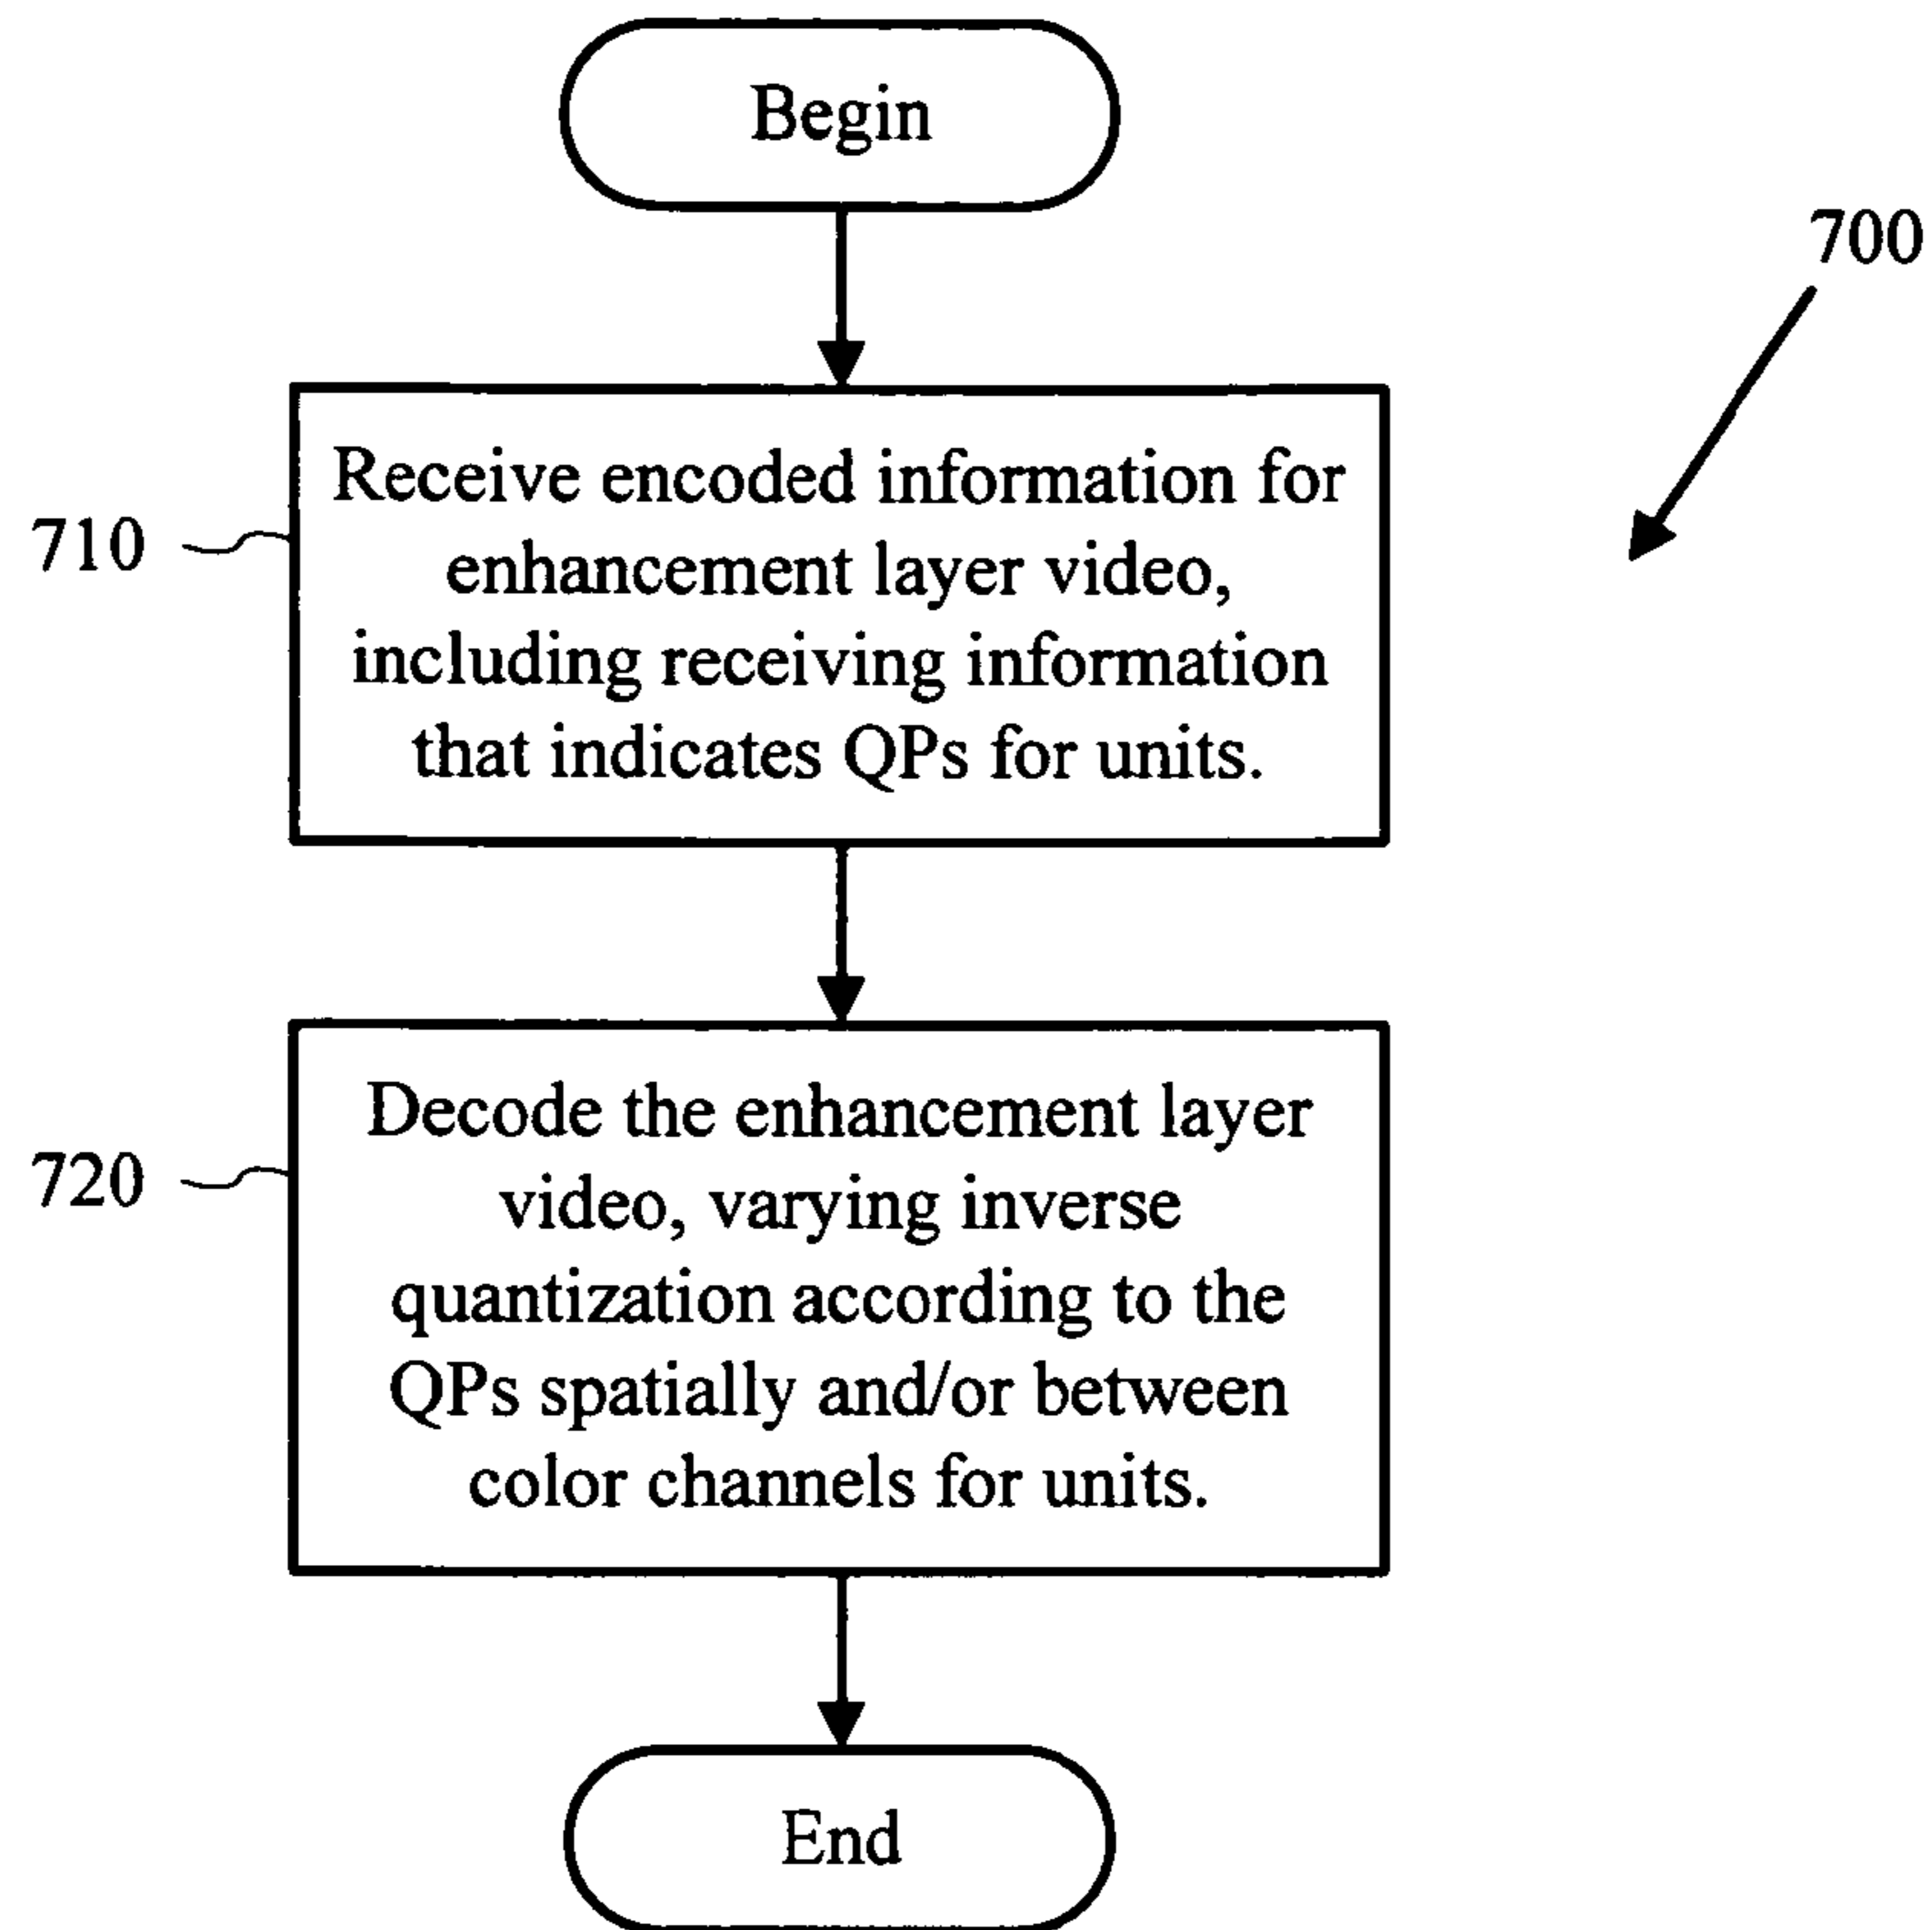 Begin
700
710
Receive encoded information for
enhancement layer video,
including receiving information
that indicates QPs for units.
720
Decode the enhancement layer
video, varying inverse
quantization according to the
QPs spatially and/or between
color channels for units.
End